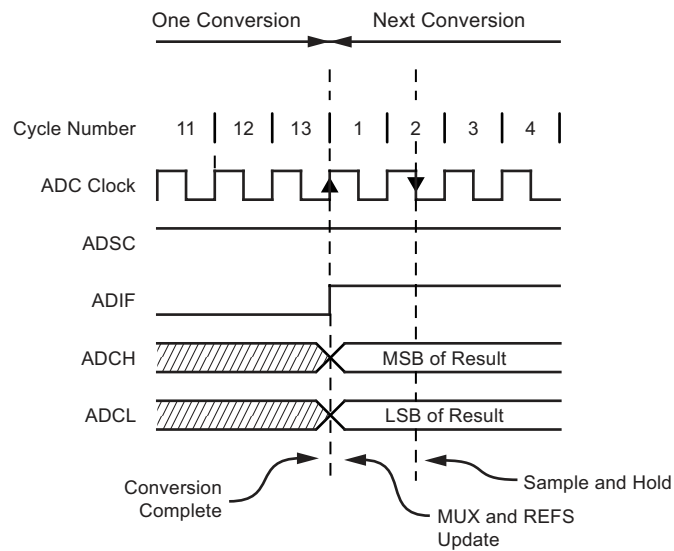 One Conversion Next Conversion
Cycle Number 11 12 13 1 2 3 4
ADC Clock
ADSC
ADIF
ADCH MSB of Result
ADCL LSB of Result
Conversion
Complete
MUX and REFS
Update
Sample and Hold